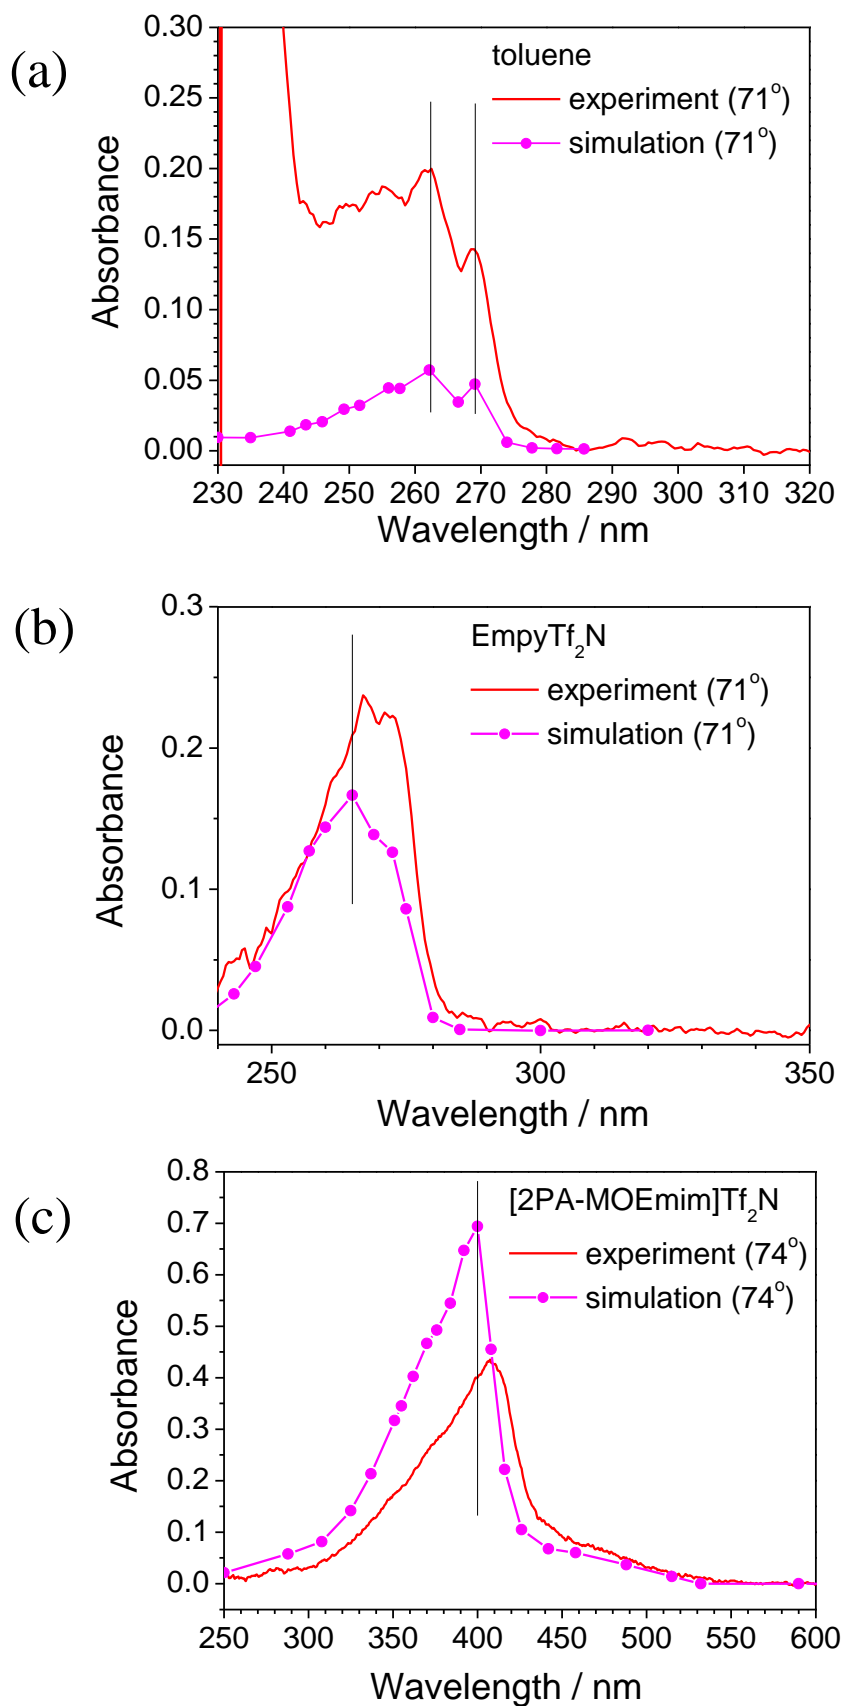 (a)
toluene
experiment (71°)
simulation (71°)
0.30
0.25
0.20
0.15
0.10
0.05
0.00
Absorbance
230 240 250 260 270 280 290 300 310 320
Wavelength / nm
(b)
EmpyTf₂N
experiment (71°)
simulation (71°)
0.3
0.2
0.1
0.0
Absorbance
250 300 350
Wavelength / nm
(c)
[2PA-MOEmim]Tf₂N
experiment (74°)
simulation (74°)
0.8
0.7
0.6
0.5
0.4
0.3
0.2
0.1
0.0
Absorbance
250 300 350 400 450 500 550 600
Wavelength / nm